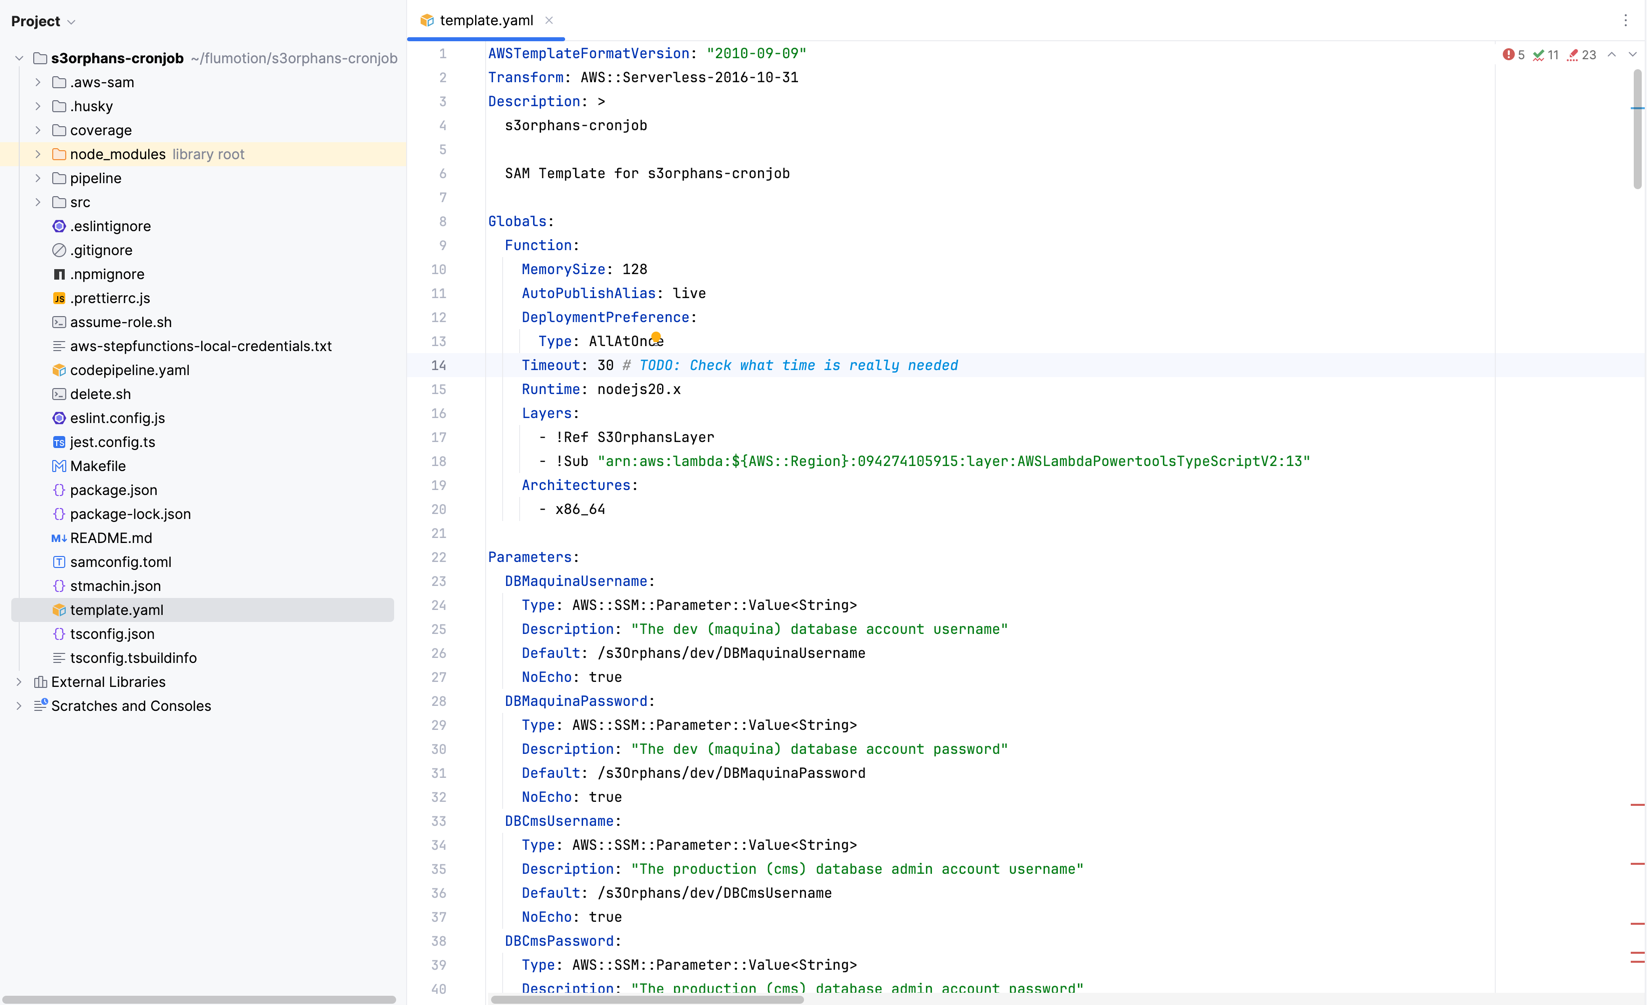 Project
s3orphans-cronjob ~/flumotion/s3orphans-cronjob
.aws-sam
.husky
coverage
node_modules library root
pipeline
src
.eslintignore
.gitignore
.npmignore
JS .prettierrc.js
assume-role.sh
aws-stepfunctions-local-credentials.txt
codepipeline.yaml
delete.sh
eslint.config.js
TS jest.config.ts
Makefile
{} package.json
{} package-lock.json
M↓ README.md
T samconfig.toml
{} stmachin.json
template.yaml
{} tsconfig.json
tsconfig.tsbuildinfo
External Libraries
Scratches and Consoles
template.yaml
5 11 23
1 AWSTemplateFormatVersion: "2010-09-09"
2 Transform: AWS::Serverless-2016-10-31
3 Description: >
4 s3orphans-cronjob
5
6 SAM Template for s3orphans-cronjob
7
8 Globals:
9 Function:
10 MemorySize: 128
11 AutoPublishAlias: live
12 DeploymentPreference:
13 Type: AllAtOnce
14 Timeout: 30 # TODO: Check what time is really needed
15 Runtime: nodejs20.x
16 Layers:
17 - !Ref S3OrphansLayer
18 - !Sub "arn:aws:lambda:${AWS::Region}:094274105915:layer:AWSLambdaPowertoolsTypeScriptV2:13"
19 Architectures:
20 - x86_64
21
22 Parameters:
23 DBMaquinaUsername:
24 Type: AWS::SSM::Parameter::Value<String>
25 Description: "The dev (maquina) database account username"
26 Default: /s3Orphans/dev/DBMaquinaUsername
27 NoEcho: true
28 DBMaquinaPassword:
29 Type: AWS::SSM::Parameter::Value<String>
30 Description: "The dev (maquina) database account password"
31 Default: /s3Orphans/dev/DBMaquinaPassword
32 NoEcho: true
33 DBCmsUsername:
34 Type: AWS::SSM::Parameter::Value<String>
35 Description: "The production (cms) database admin account username"
36 Default: /s3Orphans/dev/DBCmsUsername
37 NoEcho: true
38 DBCmsPassword:
39 Type: AWS::SSM::Parameter::Value<String>
40 Description: "The production (cms) database admin account password"